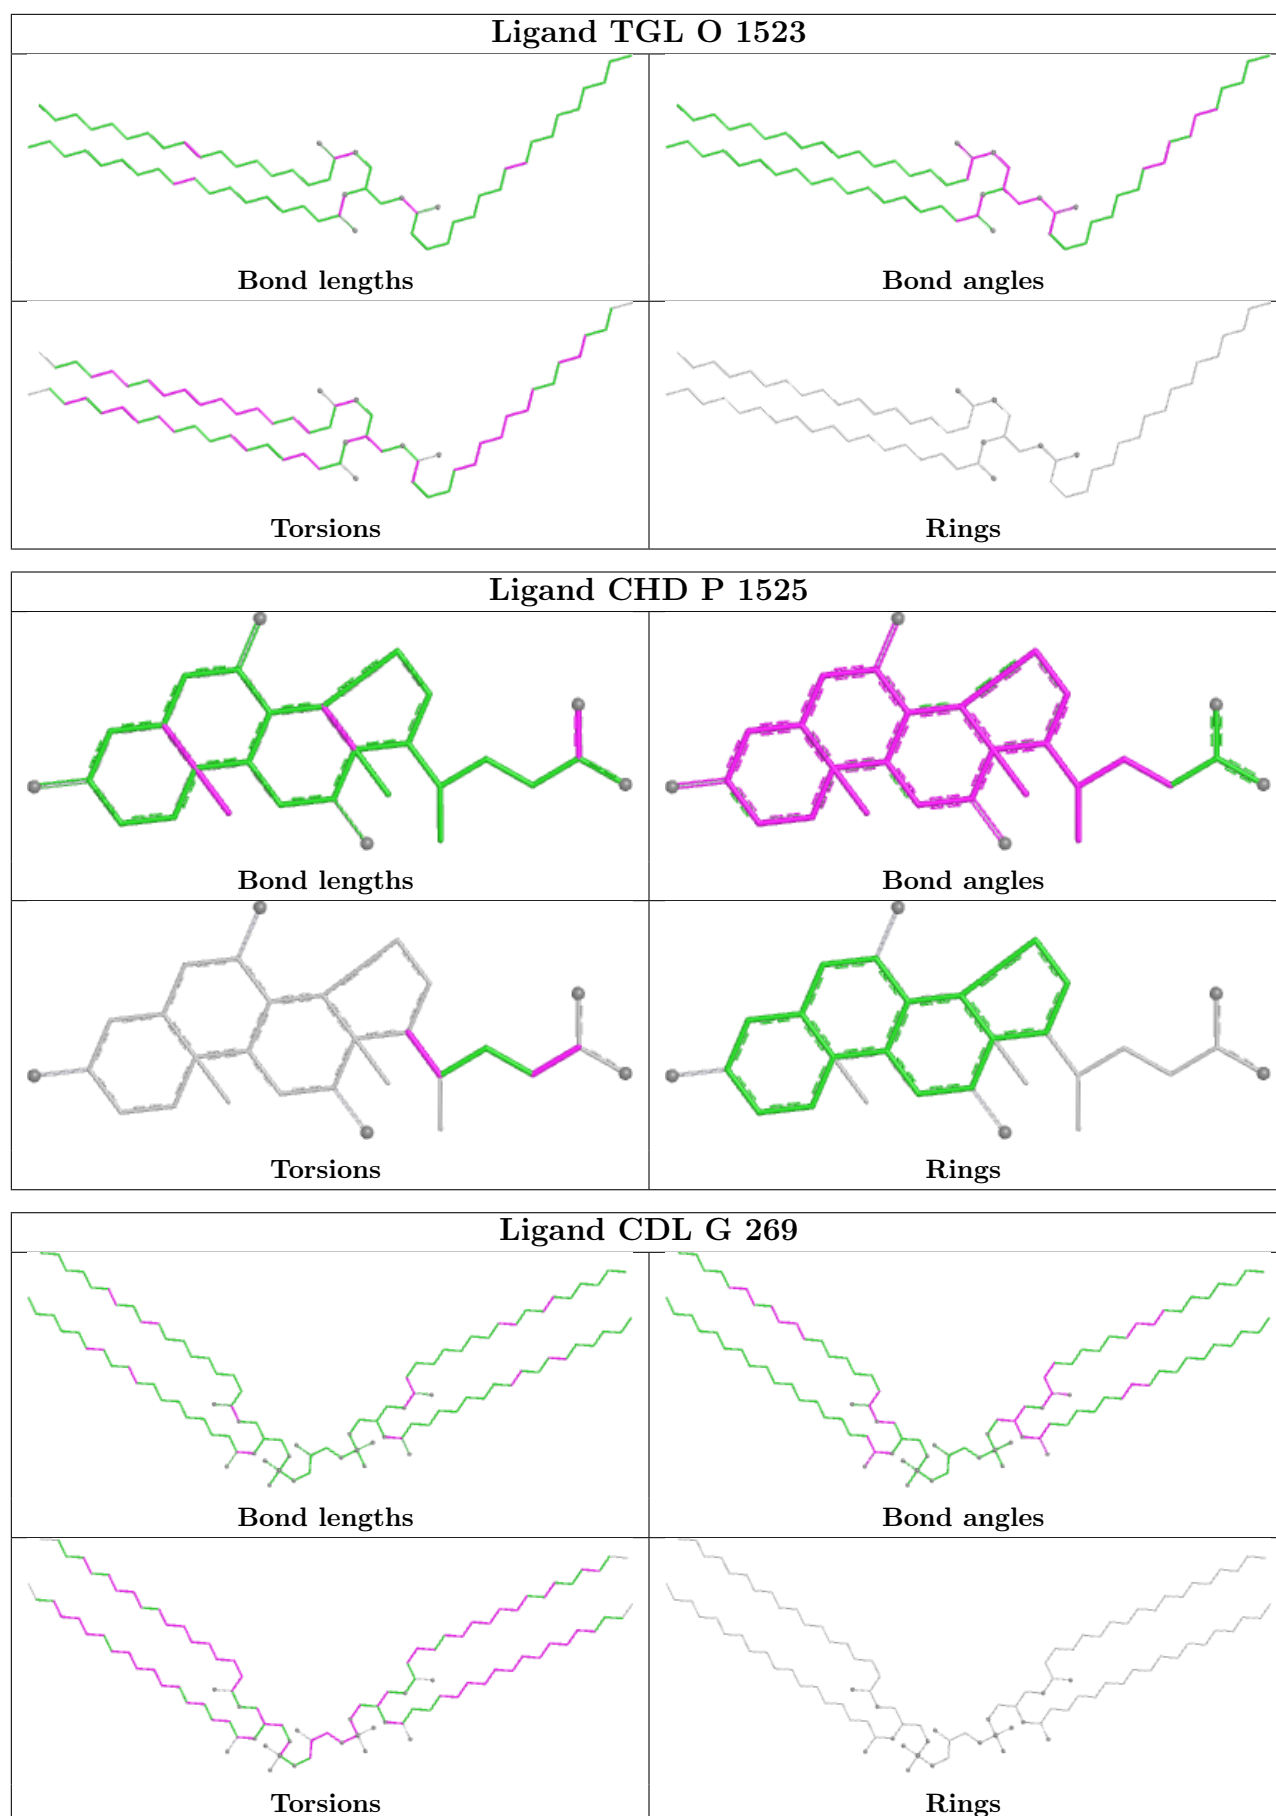 Ligand TGL O 1523
Bond lengths
Bond angles
Torsions
Rings
Ligand CHD P 1525
Bond lengths
Bond angles
Torsions
Rings
Ligand CDL G 269
Bond lengths
Bond angles
Torsions
Rings